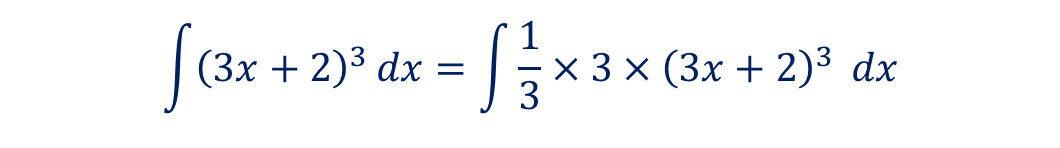 ∫(3x + 2)³ dx = ∫ 1/3 × 3 × (3x + 2)³ dx